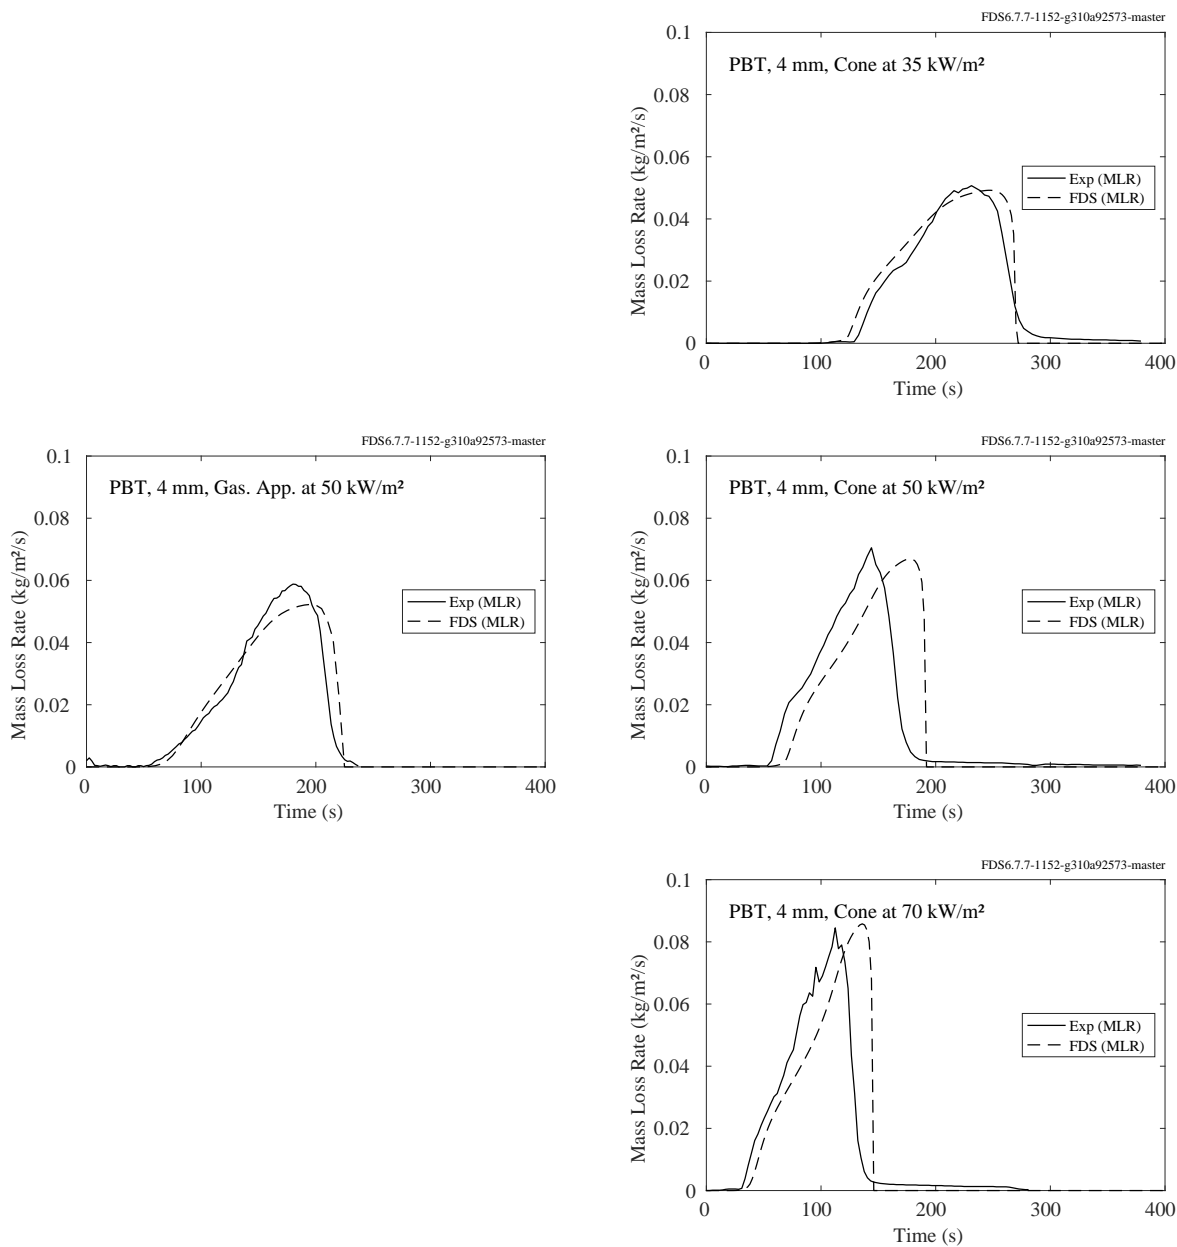 FDS6.7.7-1152-g310a92573-master
PBT, 4 mm, Cone at 35 kW/m²
Mass Loss Rate (kg/m²/s)
0.1
0.08
0.06
0.04
0.02
0
Exp (MLR)
FDS (MLR)
0 100 200 300 400
Time (s)
FDS6.7.7-1152-g310a92573-master
PBT, 4 mm, Gas. App. at 50 kW/m²
Mass Loss Rate (kg/m²/s)
0.1
0.08
0.06
0.04
0.02
0
Exp (MLR)
FDS (MLR)
0 100 200 300 400
Time (s)
FDS6.7.7-1152-g310a92573-master
PBT, 4 mm, Cone at 50 kW/m²
Mass Loss Rate (kg/m²/s)
0.1
0.08
0.06
0.04
0.02
0
Exp (MLR)
FDS (MLR)
0 100 200 300 400
Time (s)
FDS6.7.7-1152-g310a92573-master
PBT, 4 mm, Cone at 70 kW/m²
Mass Loss Rate (kg/m²/s)
0.1
0.08
0.06
0.04
0.02
0
Exp (MLR)
FDS (MLR)
0 100 200 300 400
Time (s)